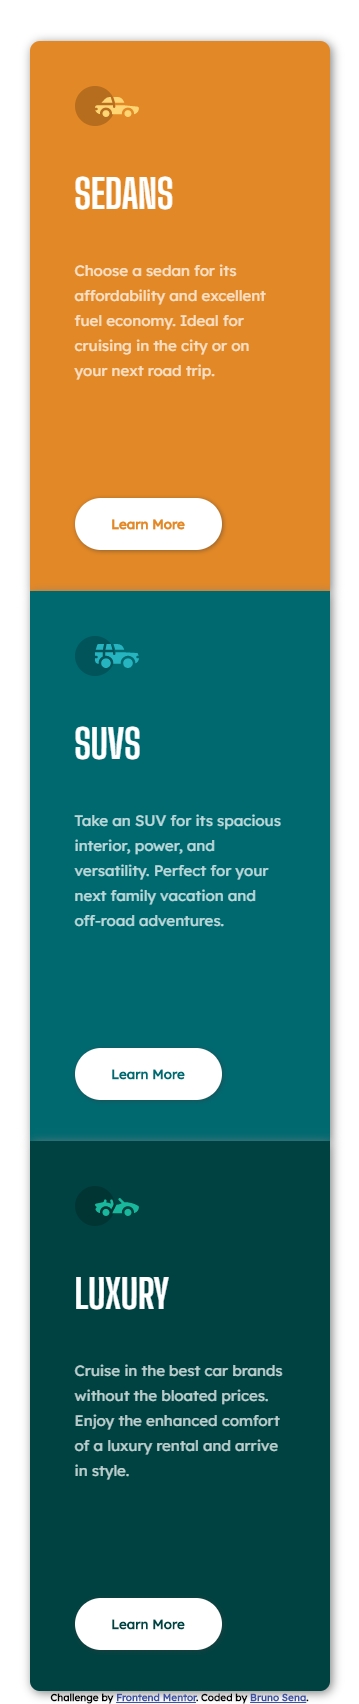 SEDANS
Choose a sedan for its
affordability and excellent
fuel economy. Ideal for
cruising in the city or on
your next road trip.
Learn More
SUVS
Take an SUV for its spacious
interior, power, and
versatility. Perfect for your
next family vacation and
off-road adventures.
Learn More
LUXURY
Cruise in the best car brands
without the bloated prices.
Enjoy the enhanced comfort
of a luxury rental and arrive
in style.
Learn More
Challenge by Frontend Mentor. Coded by Bruno Sena.